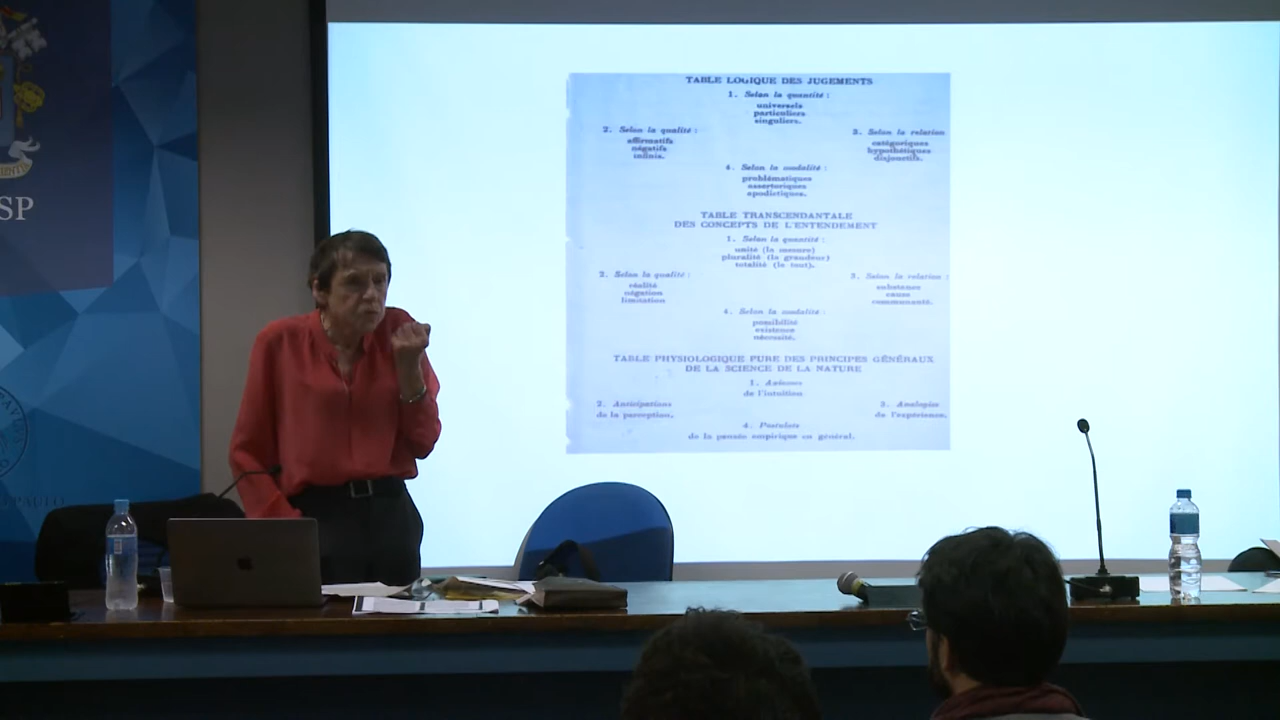 SP
TABLE LOGIQUE DES JUGEMENTS
1. Selon la quantité :
universels
particuliers
singuliers.
2. Selon la qualité :
affirmatifs
négatifs
infinis.
3. Selon la relation
catégoriques
hypothétiques
disjonctifs.
4. Selon la modalité :
problématiques
assertoriques
apodictiques.
TABLE TRANSCENDANTALE
DES CONCEPTS DE L'ENTENDEMENT
1. Selon la quantité :
unité (la mesure)
pluralité (la grandeur)
totalité (le tout).
2. Selon la qualité :
réalité
négation
limitation
3. Selon la relation :
substance
cause
communauté.
4. Selon la modalité :
possibilité
existence
nécessité.
TABLE PHYSIOLOGIQUE PURE DES PRINCIPES GÉNÉRAUX
DE LA SCIENCE DE LA NATURE
1. Axiomes
de l'intuition
2. Anticipations
de la perception.
3. Analogies
de l'expérience.
4. Postulats
de la pensée empirique en général.